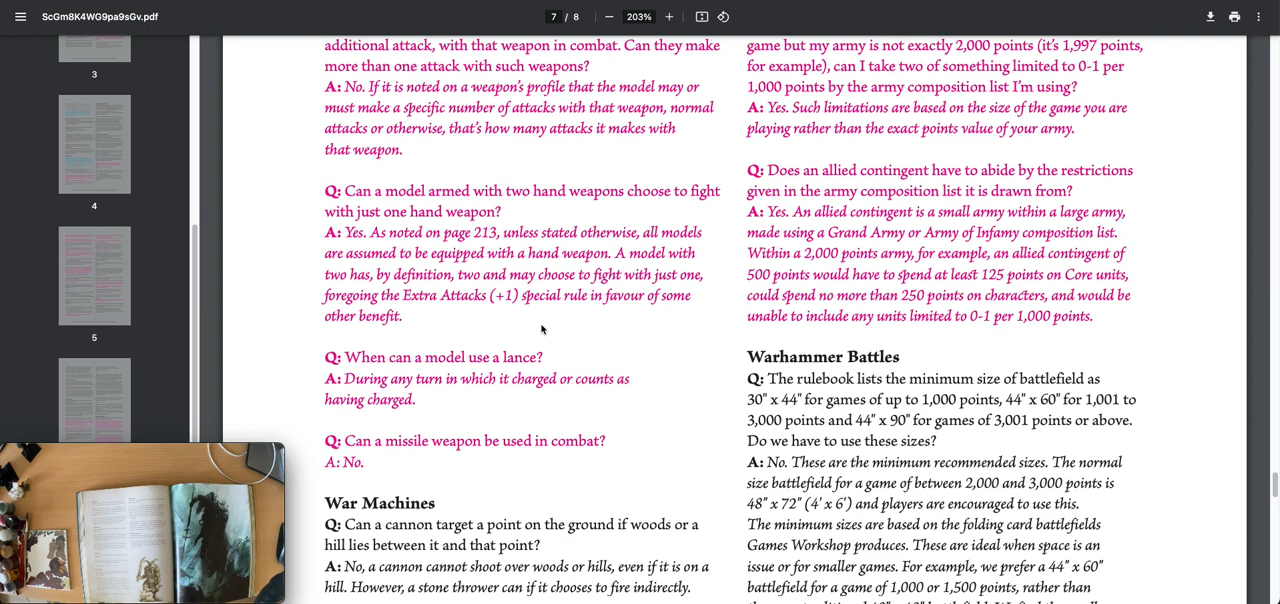 ScGm8K4WG9pa9sGv.pdf
7 / 8
203%
3
4
5
additional attack, with that weapon in combat. Can they make
more than one attack with such weapons?
A: No. If it is noted on a weapon's profile that the model may or
must make a specific number of attacks with that weapon, normal
attacks or otherwise, that's how many attacks it makes with
that weapon.
Q: Can a model armed with two hand weapons choose to fight
with just one hand weapon?
A: Yes. As noted on page 213, unless stated otherwise, all models
are assumed to be equipped with a hand weapon. A model with
two has, by definition, two and may choose to fight with just one,
foregoing the Extra Attacks (+1) special rule in favour of some
other benefit.
Q: When can a model use a lance?
A: During any turn in which it charged or counts as
having charged.
Q: Can a missile weapon be used in combat?
A: No.
War Machines
Q: Can a cannon target a point on the ground if woods or a
hill lies between it and that point?
A: No, a cannon cannot shoot over woods or hills, even if it is on a
hill. However, a stone thrower can if it chooses to fire indirectly.
game but my army is not exactly 2,000 points (it's 1,997 points,
for example), can I take two of something limited to 0-1 per
1,000 points by the army composition list I'm using?
A: Yes. Such limitations are based on the size of the game you are
playing rather than the exact points value of your army.
Q: Does an allied contingent have to abide by the restrictions
given in the army composition list it is drawn from?
A: Yes. An allied contingent is a small army within a large army,
made using a Grand Army or Army of Infamy composition list.
Within a 2,000 points army, for example, an allied contingent of
500 points would have to spend at least 125 points on Core units,
could spend no more than 250 points on characters, and would be
unable to include any units limited to 0-1 per 1,000 points.
Warhammer Battles
Q: The rulebook lists the minimum size of battlefield as
30" x 44" for games of up to 1,000 points, 44" x 60" for 1,001 to
3,000 points and 44" x 90" for games of 3,001 points or above.
Do we have to use these sizes?
A: No. These are the minimum recommended sizes. The normal
size battlefield for a game of between 2,000 and 3,000 points is
48" x 72" (4' x 6') and players are encouraged to use this.
The minimum sizes are based on the folding card battlefields
Games Workshop produces. These are ideal when space is an
issue or for smaller games. For example, we prefer a 44" x 60"
battlefield for a game of 1,000 or 1,500 points, rather than